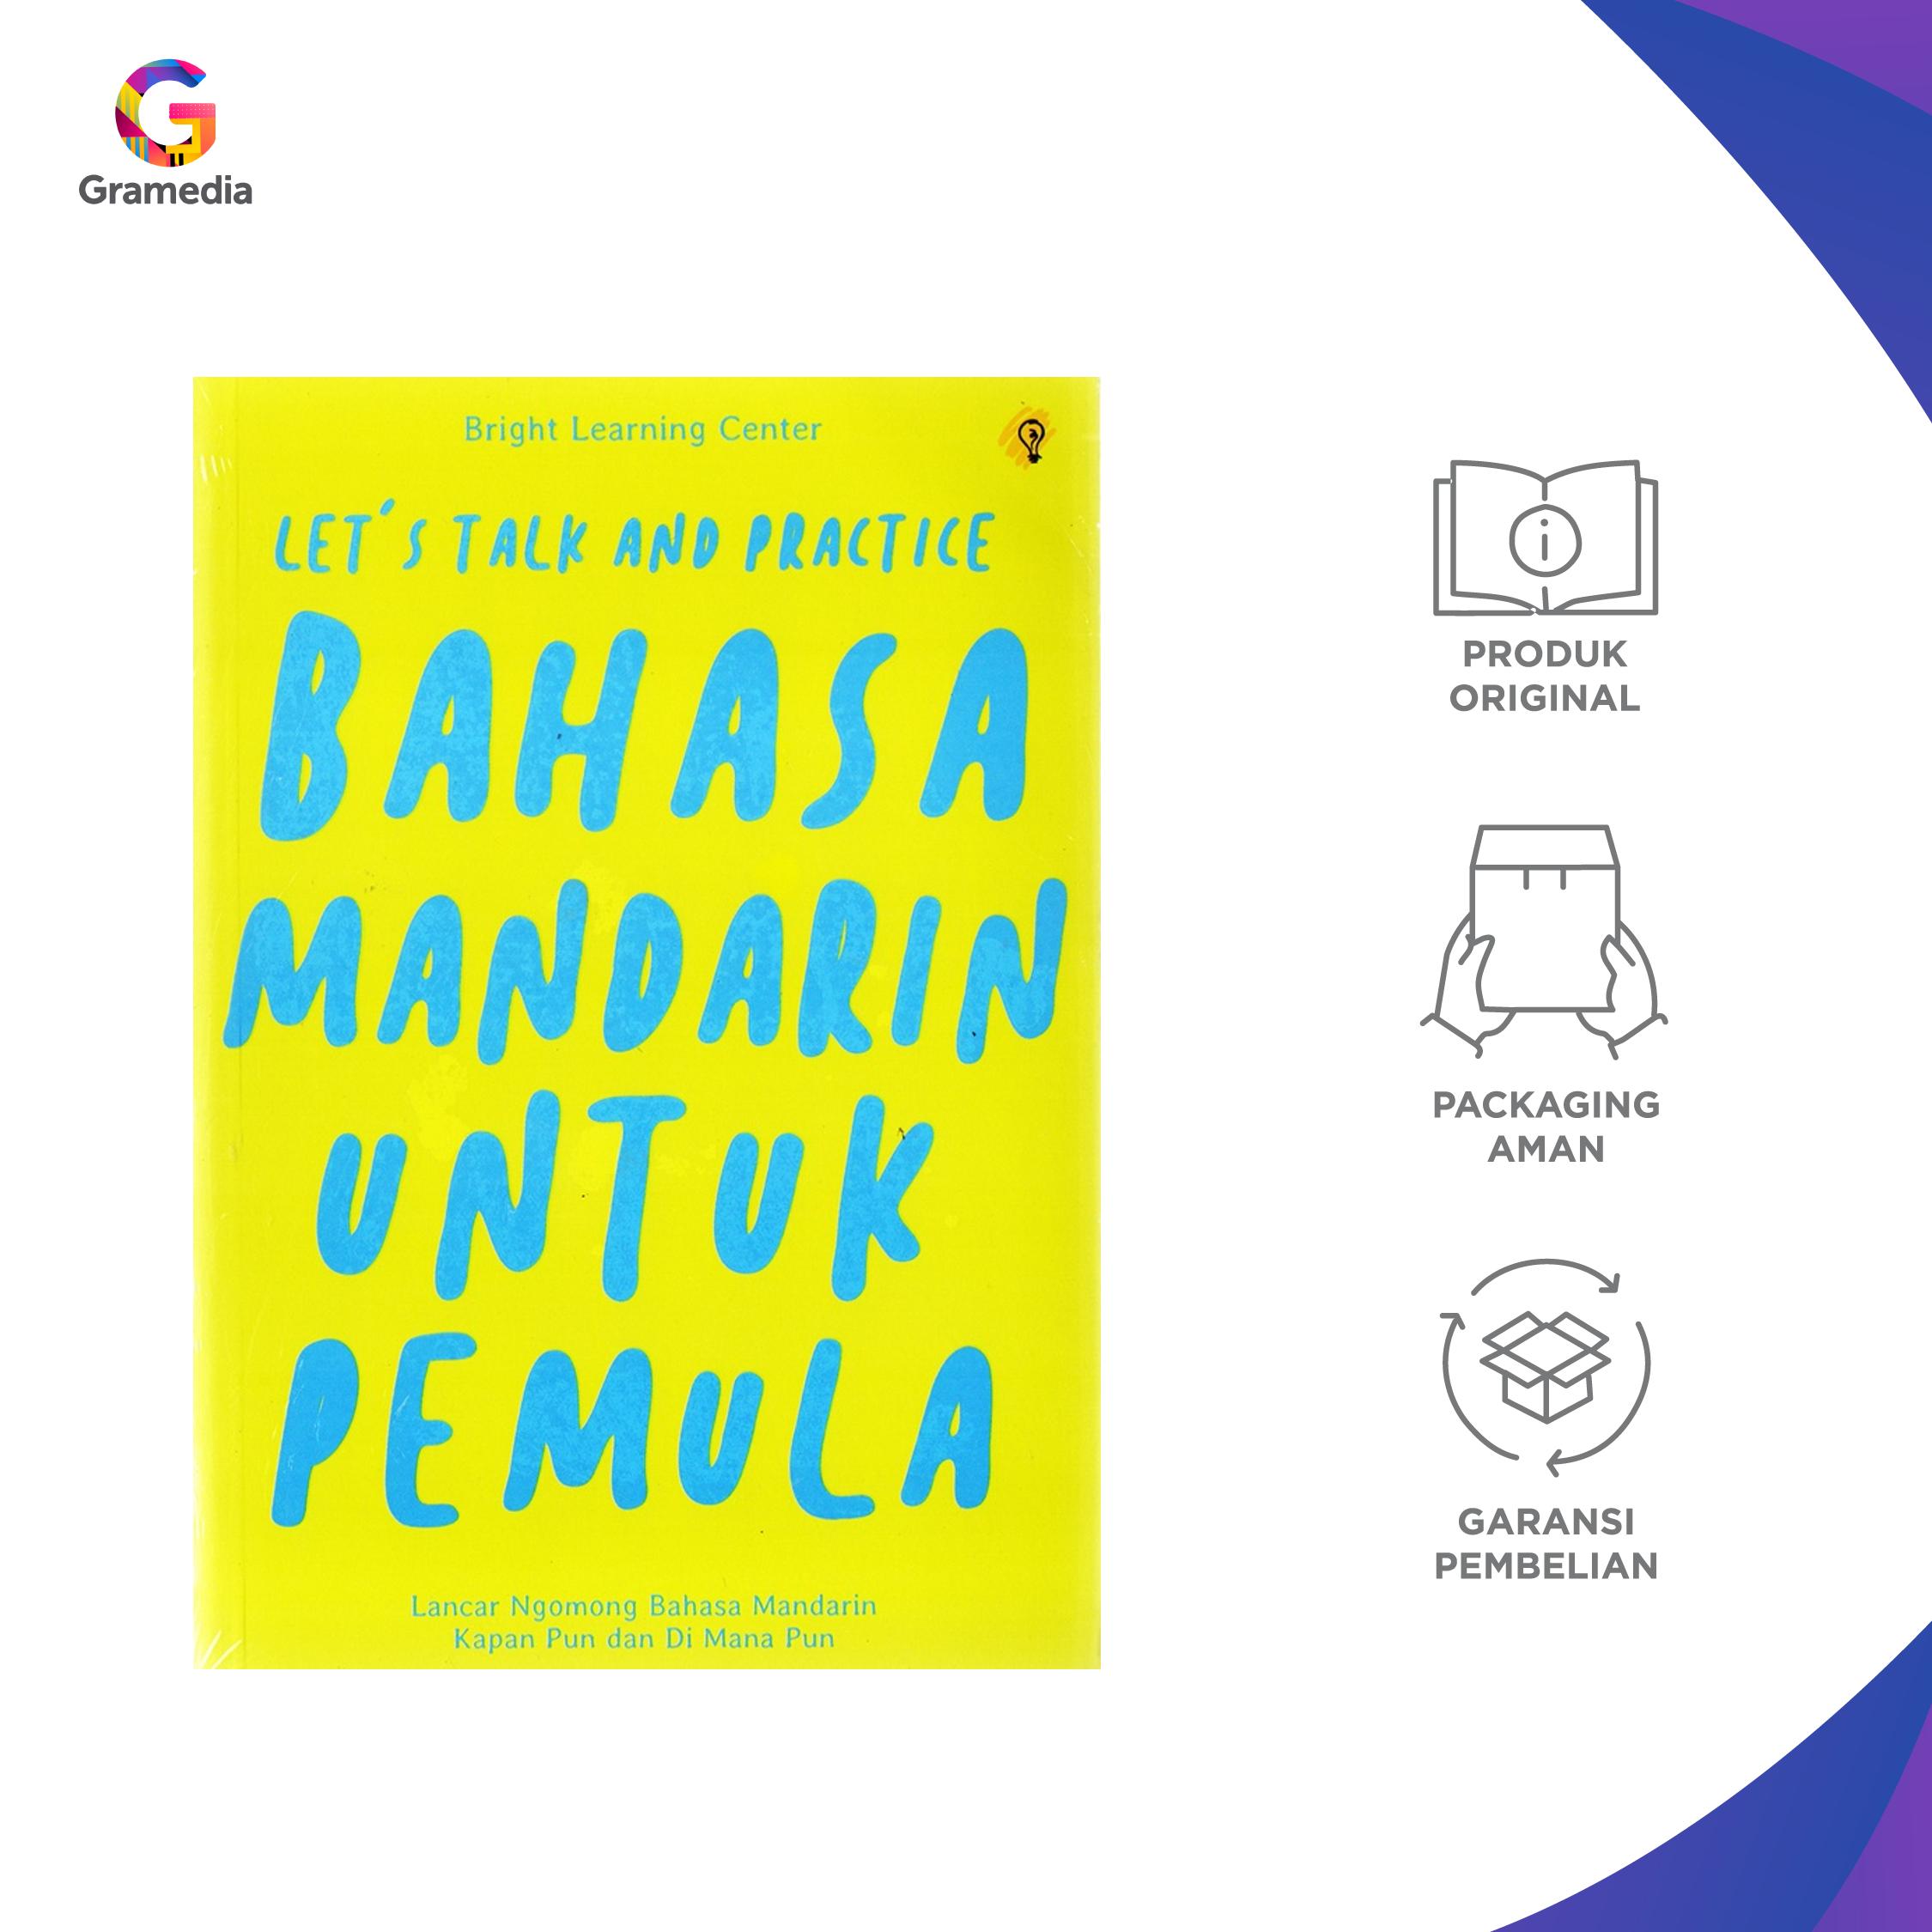 Gramedia
Bright Learning Center
LET'S TALK AND PRACTICE
BAHASA
MANDARIN
UNTUK
PEMULA
Lancar Ngomong Bahasa Mandarin
Kapan Pun dan Di Mana Pun
PRODUK
ORIGINAL
PACKAGING
AMAN
GARANSI
PEMBELIAN